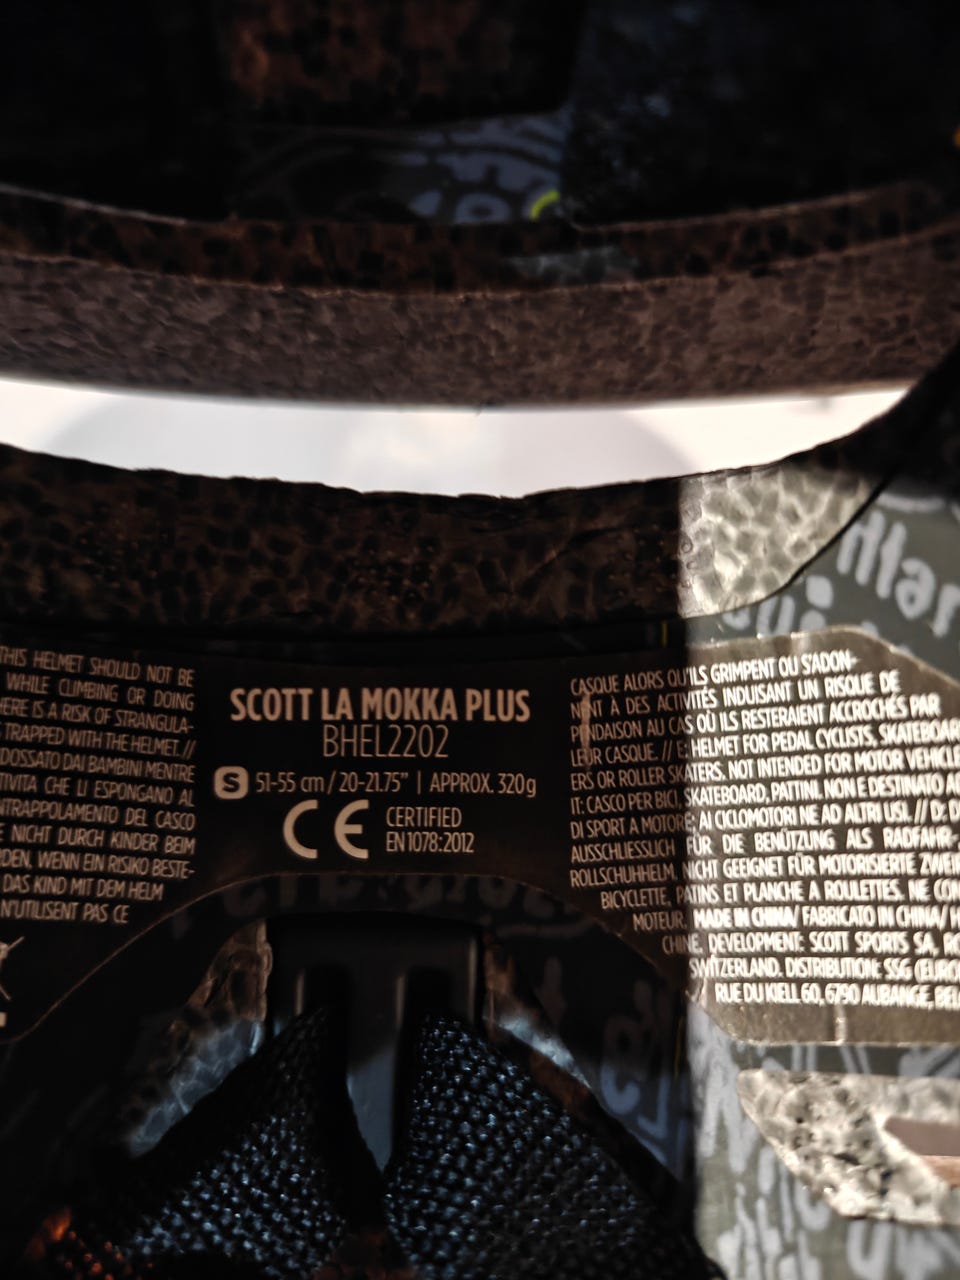 THIS HELMET SHOULD NOT BE
WHILE CLIMBING OR DOING
HERE IS A RISK OF STRANGULA-
TRAPPED WITH THE HELMET. //
DOSSATO DAI BAMBINI MENTRE
TIVITA CHE LI ESPONGANO AL
NTRAPPOLAMENTO DEL CASCO
E NICHT DURCH KINDER BEIM
DEN, WENN EIN RISIKO BESTE-
DAS KIND MIT DEM HELM
N'UTILISENT PAS CE
SCOTT LA MOKKA PLUS
BHEL2202
S 51-55 cm / 20-21.75" | APPROX. 320g
CE CERTIFIED
EN1078:2012
CASQUE ALORS QU'ILS GRIMPENT OU S'ADON-
NENT À DES ACTIVITÉS INDUISANT UN RISQUE DE
PENDAISON AU CAS OÙ ILS RESTERAIENT ACCROCHÉS PAR
LEUR CASQUE. // E: HELMET FOR PEDAL CYCLISTS, SKATEBOAR
ERS OR ROLLER SKATERS. NOT INTENDED FOR MOTOR VEHICL
IT: CASCO PER BICI, SKATEBOARD, PATTINI. NON E DESTINATO A
DI SPORT A MOTORE: AI CICLOMOTORI NE AD ALTRI USI. // D:
AUSSCHLIESSLICH FÜR DIE BENÜTZUNG ALS RADFAHR-
ROLLSCHUHHELM. NICHT GEEIGNET FÜR MOTORISIERTE ZWEI
BICYCLETTE, PATINS ET PLANCHE A ROULETTES. NE CON
MOTEUR. MADE IN CHINA/ FABRICATO IN CHINA/ H
CHINE. DEVELOPMENT: SCOTT SPORTS SA,
SWITZERLAND. DISTRIBUTION: SSG (EURO
RUE DU KIELL 60, 6790 AUBANGE, BEL